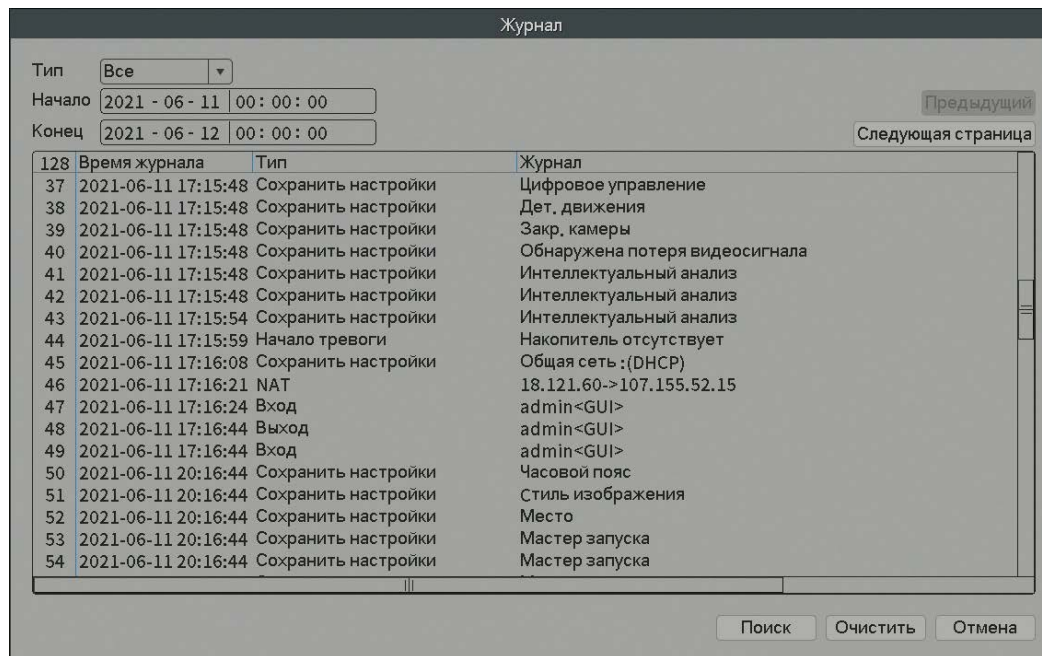 Журнал
Тип Все
Начало 2021 - 06 - 11 00 : 00 : 00
Предыдущий
Конец 2021 - 06 - 12 00 : 00 : 00
Следующая страница
128 Время журнала Тип Журнал
37 2021-06-11 17:15:48 Сохранить настройки Цифровое управление
38 2021-06-11 17:15:48 Сохранить настройки Дет. движения
39 2021-06-11 17:15:48 Сохранить настройки Закр. камеры
40 2021-06-11 17:15:48 Сохранить настройки Обнаружена потеря видеосигнала
41 2021-06-11 17:15:48 Сохранить настройки Интеллектуальный анализ
42 2021-06-11 17:15:48 Сохранить настройки Интеллектуальный анализ
43 2021-06-11 17:15:54 Сохранить настройки Интеллектуальный анализ
44 2021-06-11 17:15:59 Начало тревоги Накопитель отсутствует
45 2021-06-11 17:16:08 Сохранить настройки Общая сеть :(DHCP)
46 2021-06-11 17:16:21 NAT 18.121.60->107.155.52.15
47 2021-06-11 17:16:24 Вход admin<GUI>
48 2021-06-11 17:16:44 Выход admin<GUI>
49 2021-06-11 17:16:44 Вход admin<GUI>
50 2021-06-11 20:16:44 Сохранить настройки Часовой пояс
51 2021-06-11 20:16:44 Сохранить настройки Стиль изображения
52 2021-06-11 20:16:44 Сохранить настройки Место
53 2021-06-11 20:16:44 Сохранить настройки Мастер запуска
54 2021-06-11 20:16:44 Сохранить настройки Мастер запуска
Поиск Очистить Отмена